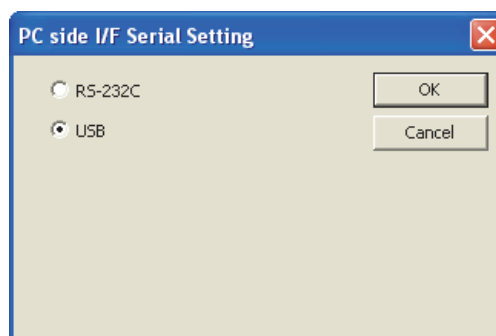 PC side I/F Serial Setting
RS-232C
OK
USB
Cancel